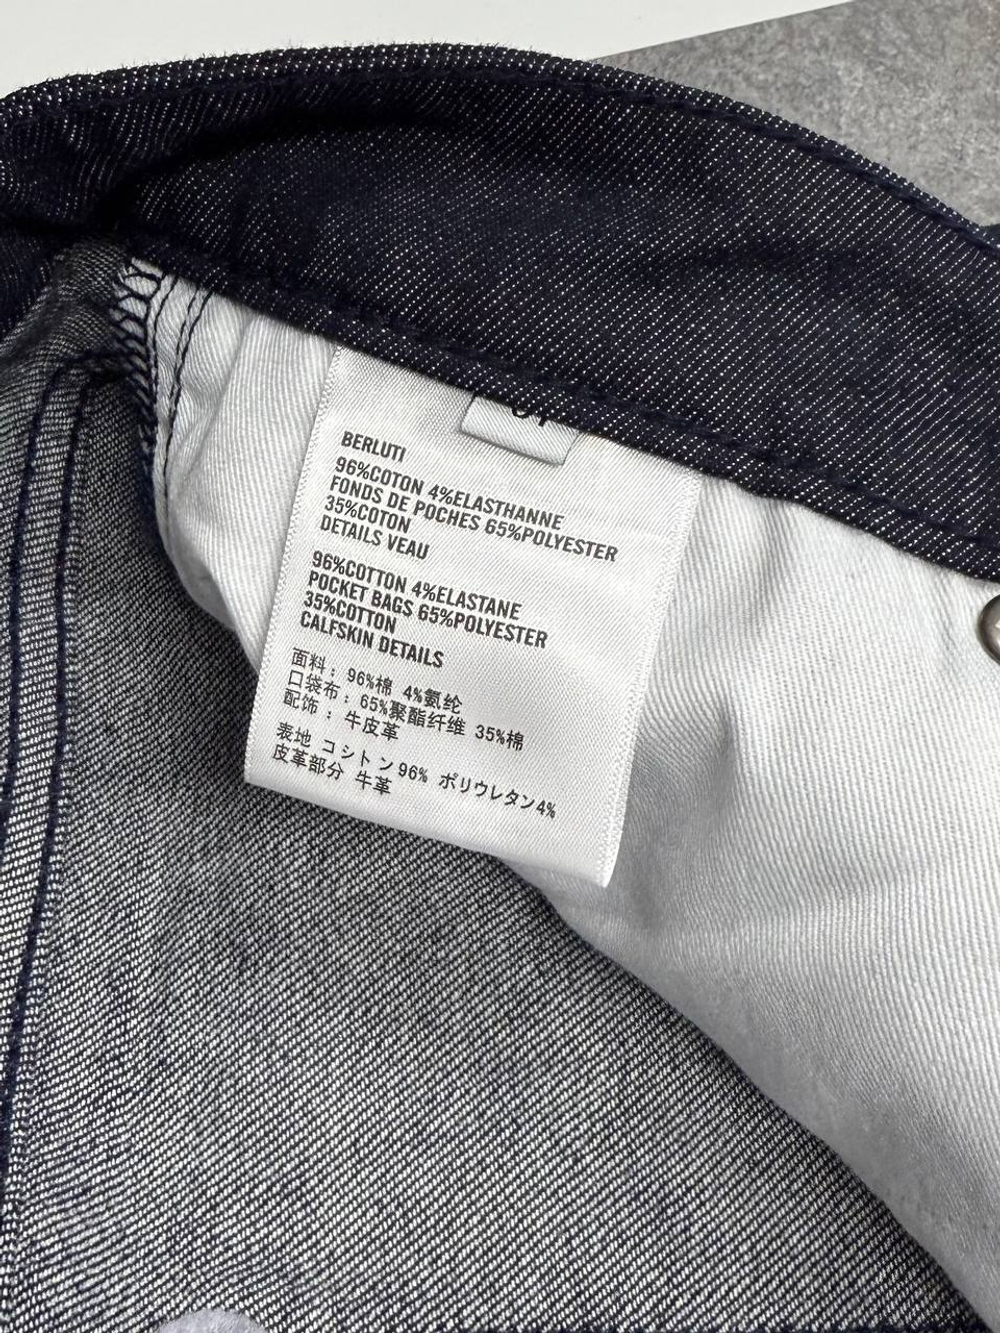 BERLUTI
96%COTON 4%ELASTHANNE
FONDS DE POCHES 65%POLYESTER
35%COTON
DETAILS VEAU
96%COTTON 4%ELASTANE
POCKET BAGS 65%POLYESTER
35%COTTON
CALFSKIN DETAILS
面料: 96%棉 4%氨纶
口袋布: 65%聚酯纤维 35%棉
配饰: 牛皮革
表地 コシトン96% ポリウレタン4%
皮革部分 牛革